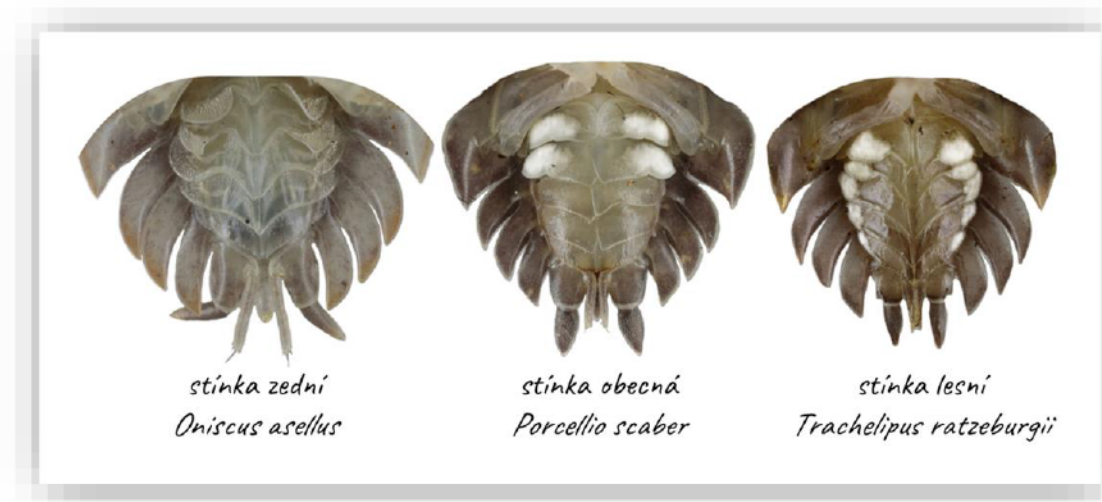 stínka zední
Oniscus asellus
stínka obecná
Porcellio scaber
stínka lesní
Trachelipus ratzeburgii